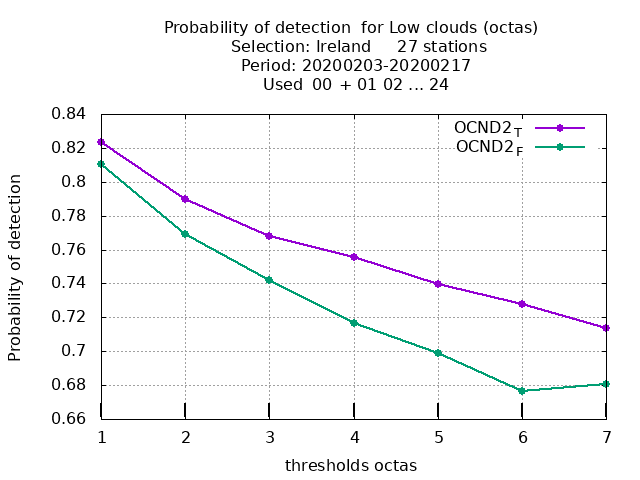 Probability of detection  for Low clouds (octas)
Selection: Ireland     27 stations
Period: 20200203-20200217
Used  00 + 01 02 ... 24
OCND2_T
OCND2_F
0.84
0.82
0.8
0.78
0.76
0.74
0.72
0.7
0.68
0.66
Probability of detection
1 2 3 4 5 6 7
thresholds octas